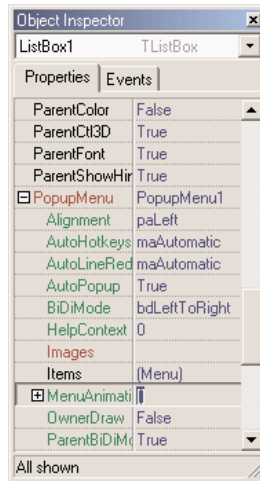 Object Inspector
ListBox1 TListBox
Properties Events
ParentColor False
ParentCtl3D True
ParentFont True
ParentShowHir True
PopupMenu PopupMenu1
Alignment paLeft
AutoHotkeys maAutomatic
AutoLineRed maAutomatic
AutoPopup True
BiDiMode bdLeftToRight
HelpContext 0
Images
Items (Menu)
MenuAnimati []
OwnerDraw False
ParentBiDiMo True
All shown